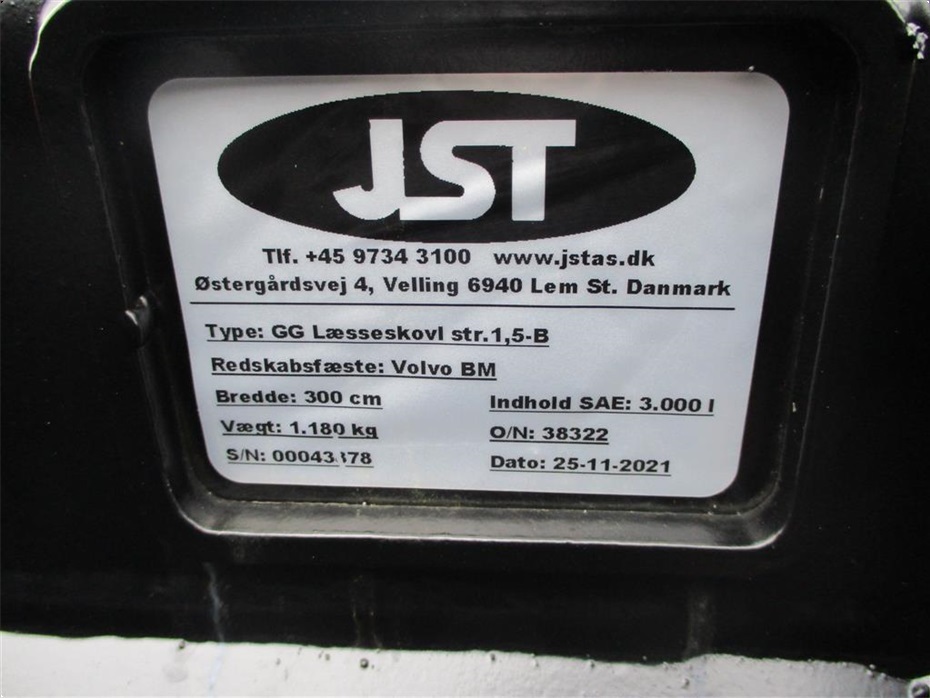 JST
Tlf. +45 9734 3100 www.jstas.dk
Østergårdsvej 4, Velling 6940 Lem St. Danmark
Type: GG Læsseskovl str.1,5-B
Redskabsfæste: Volvo BM
Bredde: 300 cm Indhold SAE: 3.000 l
Vægt: 1.180 kg O/N: 38322
S/N: Dato: 25-11-2021